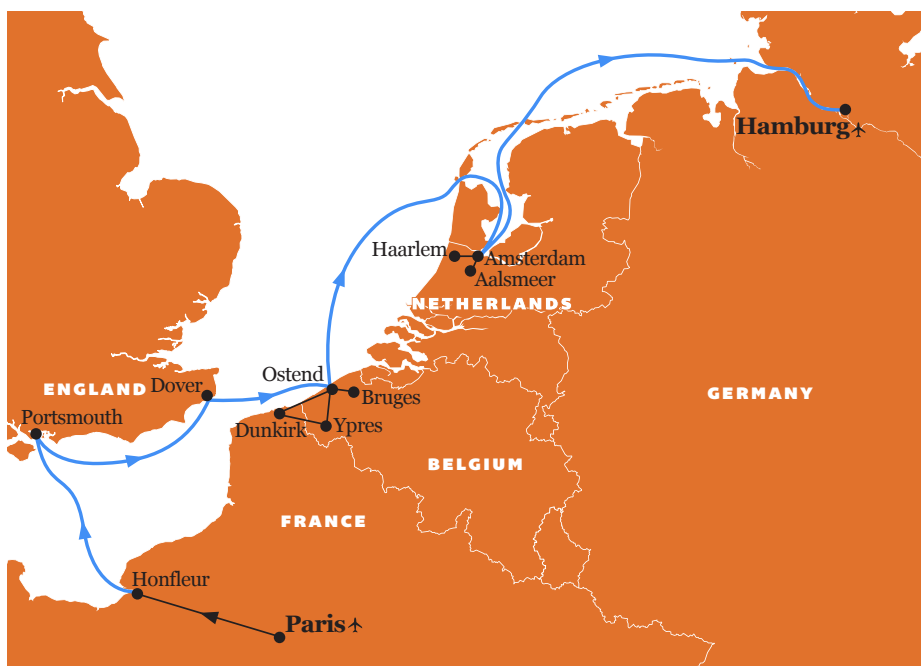 Hamburg
Haarlem
Amsterdam
Aalsmeer
NETHERLANDS
Ostend
ENGLAND
Dover
Bruges
GERMANY
Portsmouth
Dunkirk
Ypres
BELGIUM
FRANCE
Honfleur
Paris